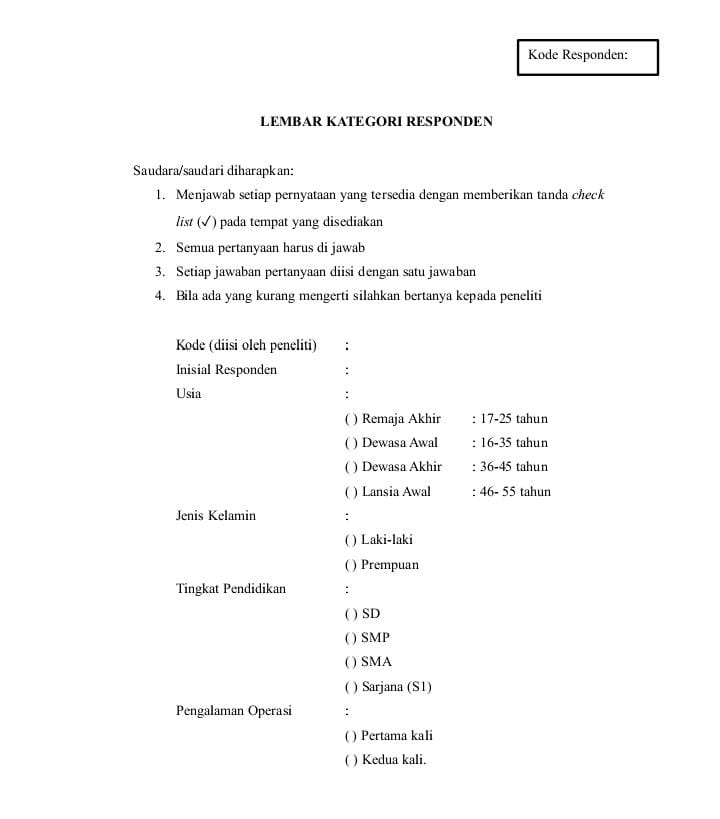 Kode Responden:
LEMBAR KATEGORI RESPONDEN
Saudara/saudari diharapkan:
1. Menjawab setiap pernyataan yang tersedia dengan memberikan tanda check
list (✓) pada tempat yang disediakan
2. Semua pertanyaan harus di jawab
3. Setiap jawaban pertanyaan diisi dengan satu jawaban
4. Bila ada yang kurang mengerti silahkan bertanya kepada peneliti
Kode (diisi oleh peneliti) :
Inisial Responden :
Usia :
( ) Remaja Akhir : 17-25 tahun
( ) Dewasa Awal : 16-35 tahun
( ) Dewasa Akhir : 36-45 tahun
( ) Lansia Awal : 46- 55 tahun
Jenis Kelamin :
( ) Laki-laki
( ) Prempuan
Tingkat Pendidikan :
( ) SD
( ) SMP
( ) SMA
( ) Sarjana (S1)
Pengalaman Operasi :
( ) Pertama kali
( ) Kedua kali.